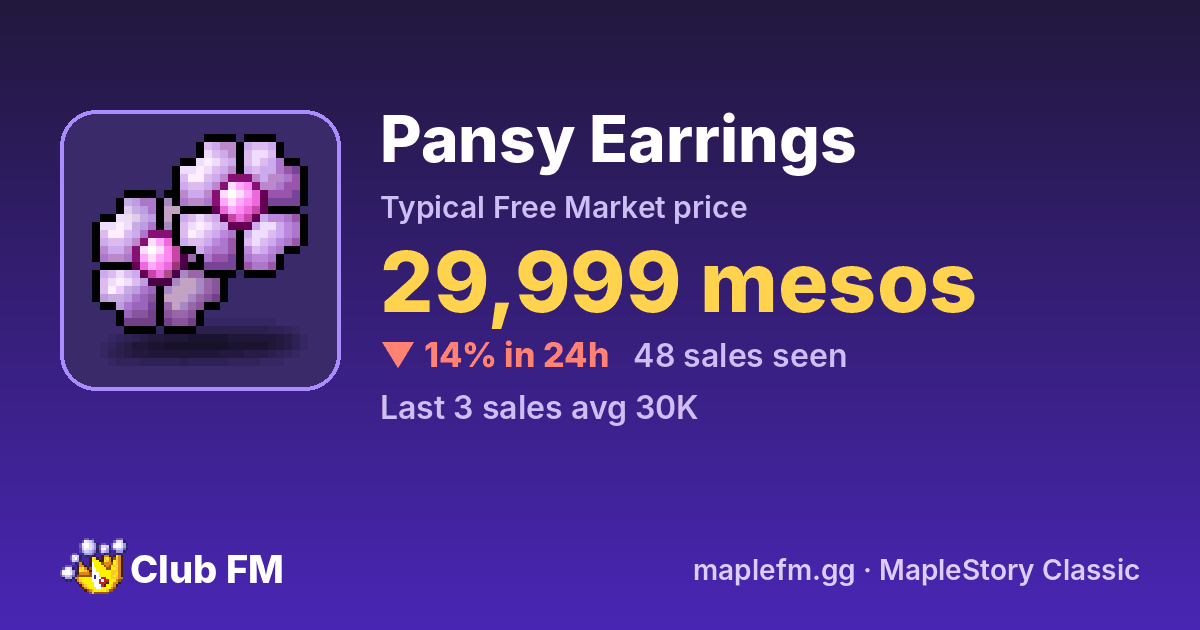 Pansy Earrings
Typical Free Market price
29,999 mesos
▼ 14% in 24h 48 sales seen
Last 3 sales avg 30K
Club FM
maplefm.gg · MapleStory Classic